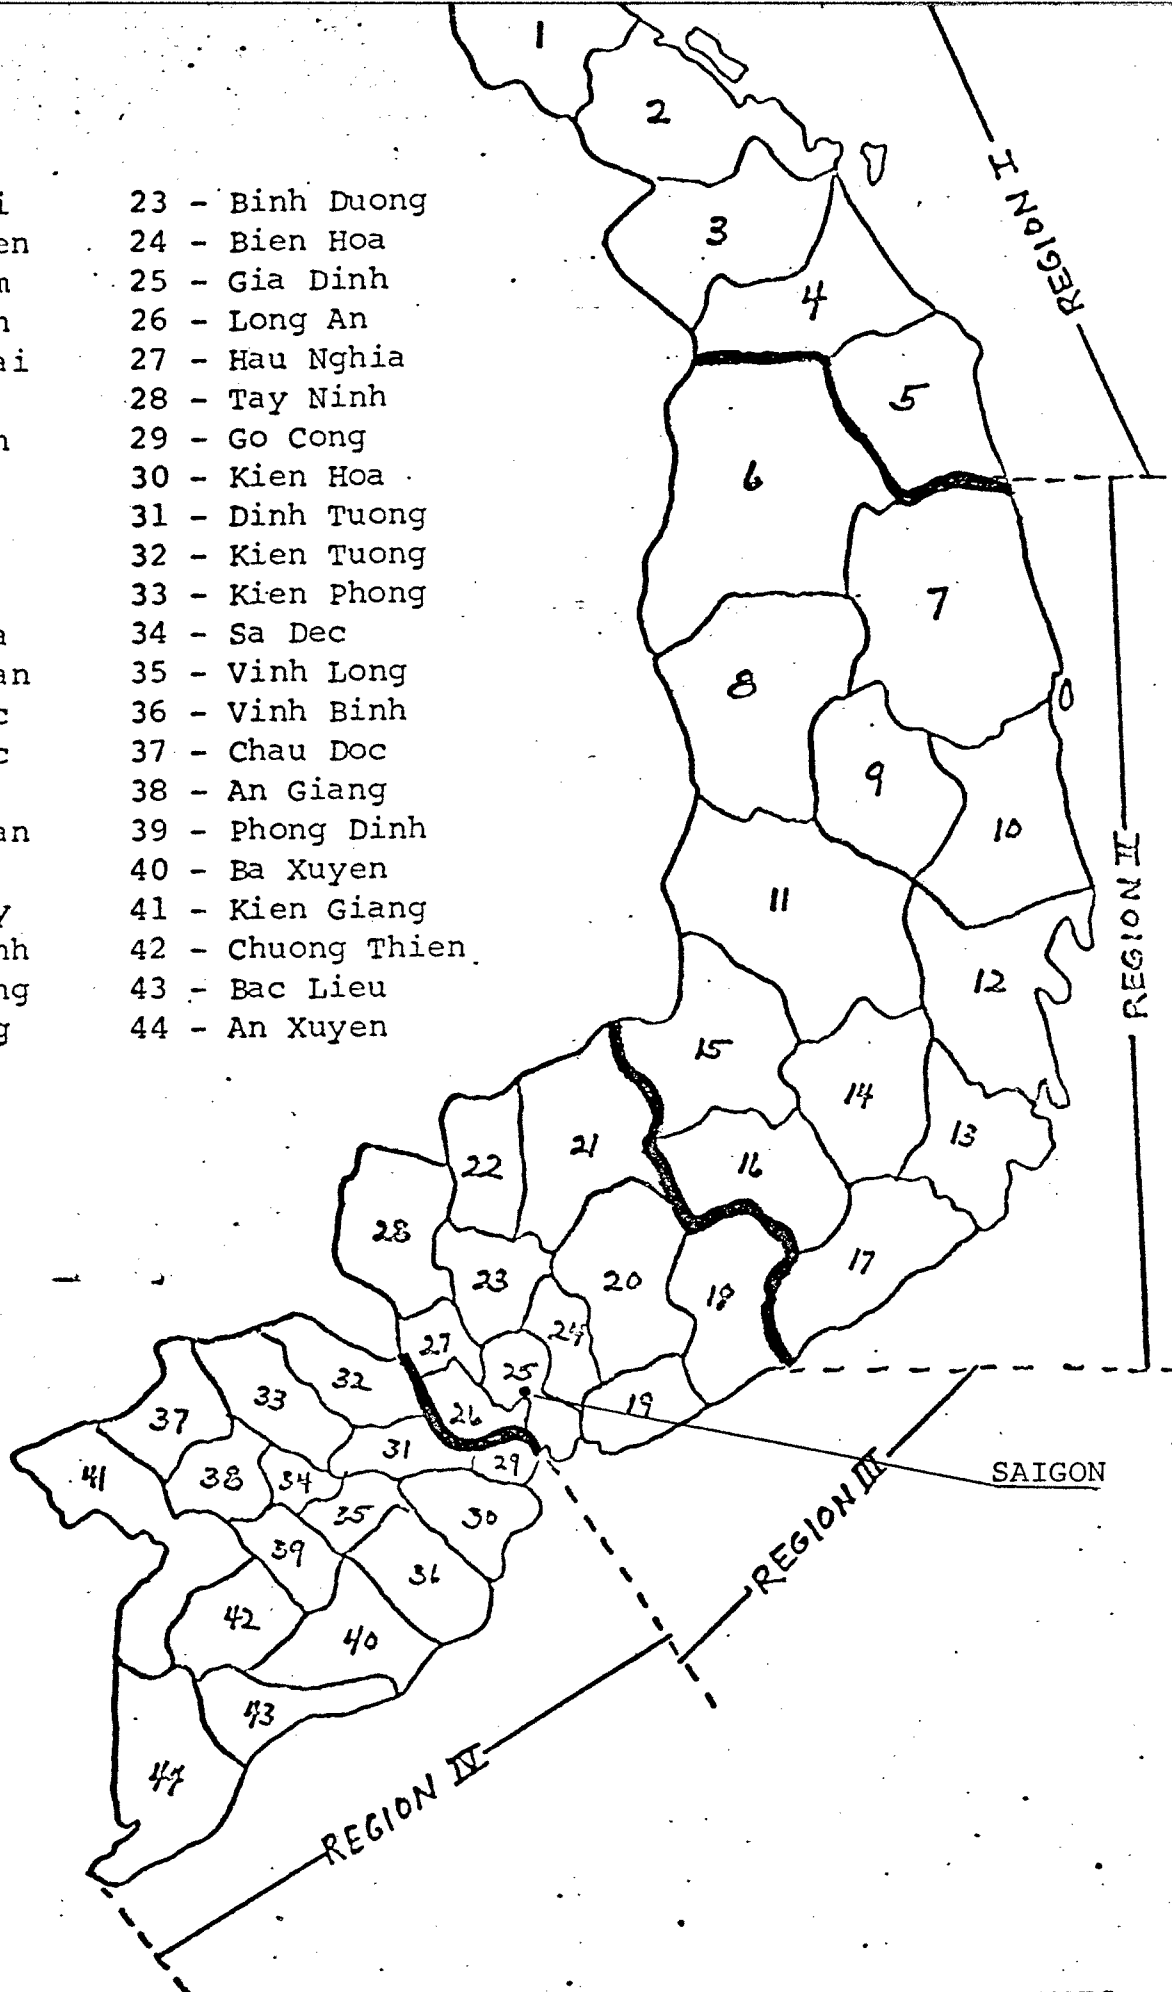 i 23 - Binh Duong
en 24 - Bien Hoa
n 25 - Gia Dinh
n 26 - Long An
ai 27 - Hau Nghia
28 - Tay Ninh
n 29 - Go Cong
30 - Kien Hoa
31 - Dinh Tuong
32 - Kien Tuong
33 - Kien Phong
a 34 - Sa Dec
an 35 - Vinh Long
c 36 - Vinh Binh
c 37 - Chau Doc
38 - An Giang
an 39 - Phong Dinh
40 - Ba Xuyen
y 41 - Kien Giang
nh 42 - Chuong Thien
ng 43 - Bac Lieu
g 44 - An Xuyen
1
2
3
4
5
6
7
8
9
10
11
12
15
14
13
16
17
21
22
28
23
20
18
24
27
25
26
19
32
33
37
31
29
41
38
34
35
30
39
36
42
40
43
REGION I
REGION II
REGION III
REGION IV
SAIGON